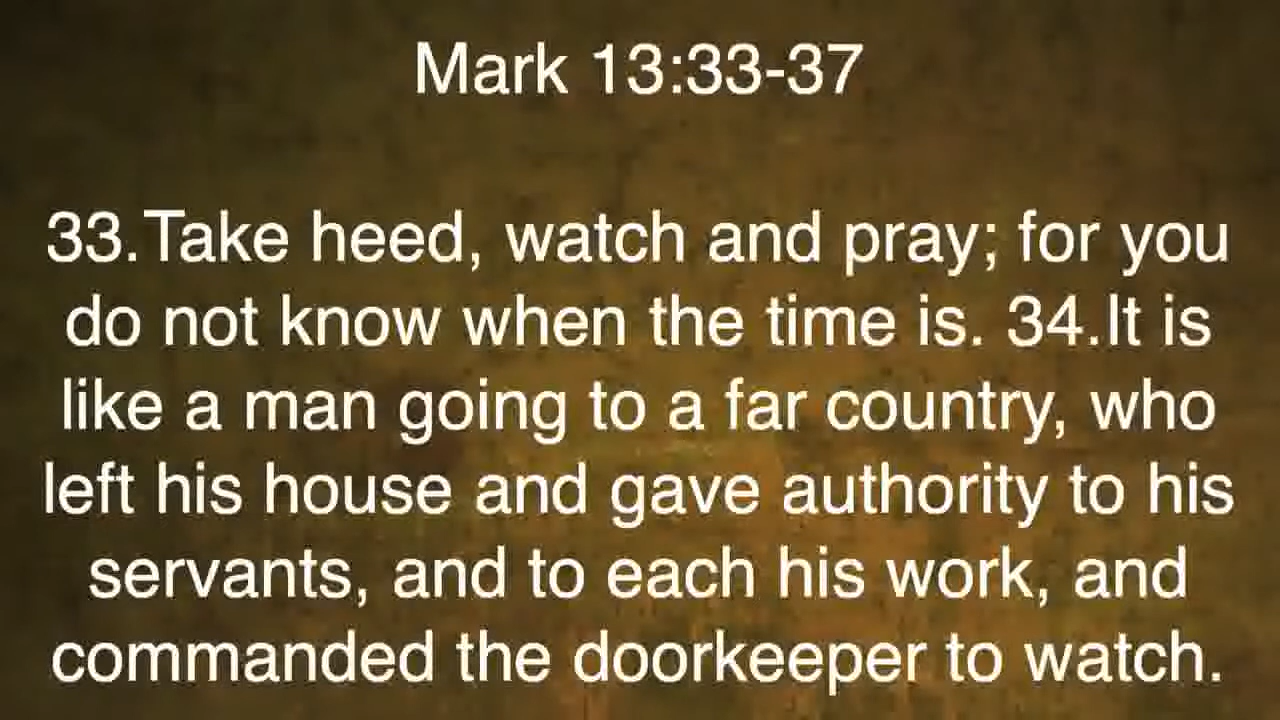 Mark 13:33-37
33.Take heed, watch and pray; for you
do not know when the time is. 34.It is
like a man going to a far country, who
left his house and gave authority to his
servants, and to each his work, and
commanded the doorkeeper to watch.